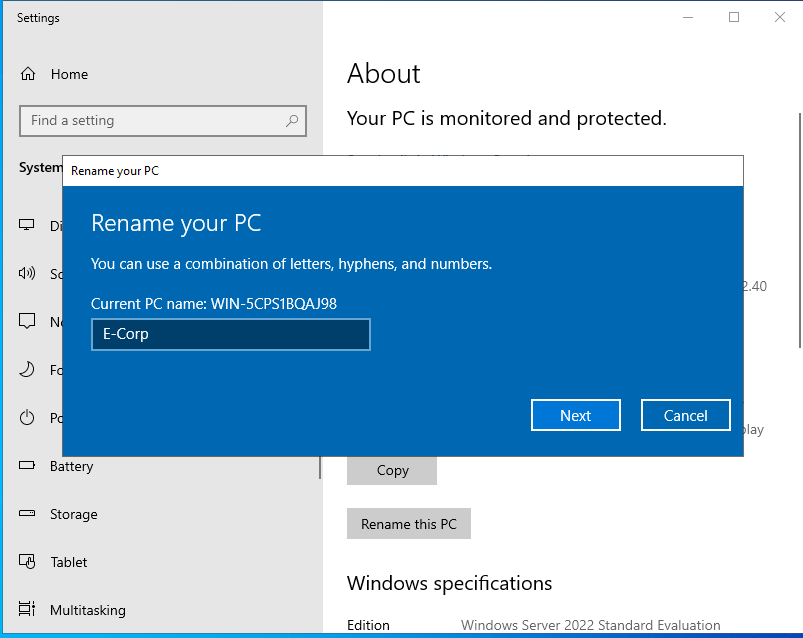 Settings
Home
Find a setting
System
About
Your PC is monitored and protected.
Rename your PC
Rename your PC
You can use a combination of letters, hyphens, and numbers.
Current PC name: WIN-5CPS1BQAJ98
E-Corp
Next
Cancel
2.40
play
Di
So
No
Fo
Po
Battery
Storage
Tablet
Multitasking
Copy
Rename this PC
Windows specifications
Edition Windows Server 2022 Standard Evaluation